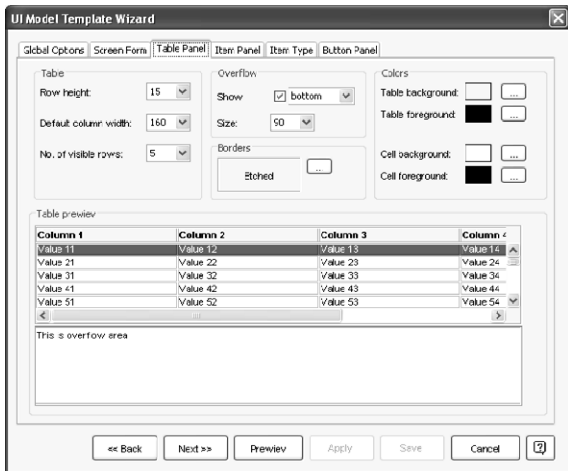 UI Model Template Wizard
Global Options Screen Form Table Panel Item Panel Item Type Button Panel
Table Overflow Colors
Row height: 15 Show bottom Table background: ...
Default column width: 160 Size: 90 Table foreground: ...
No. of visible rows: 5 Borders Cell background: ...
Etched ... Cell foreground: ...
Table previev
Column 1 Column 2 Column 3 Column 4
Value 11 Value 12 Value 13 Value 14
Value 21 Value 22 Value 23 Value 24
Value 31 Value 32 Value 33 Value 34
Value 41 Value 42 Value 43 Value 44
Value 51 Value 52 Value 53 Value 54
This is overflow area
<< Back Next >> Previev Apply Save Cancel ?